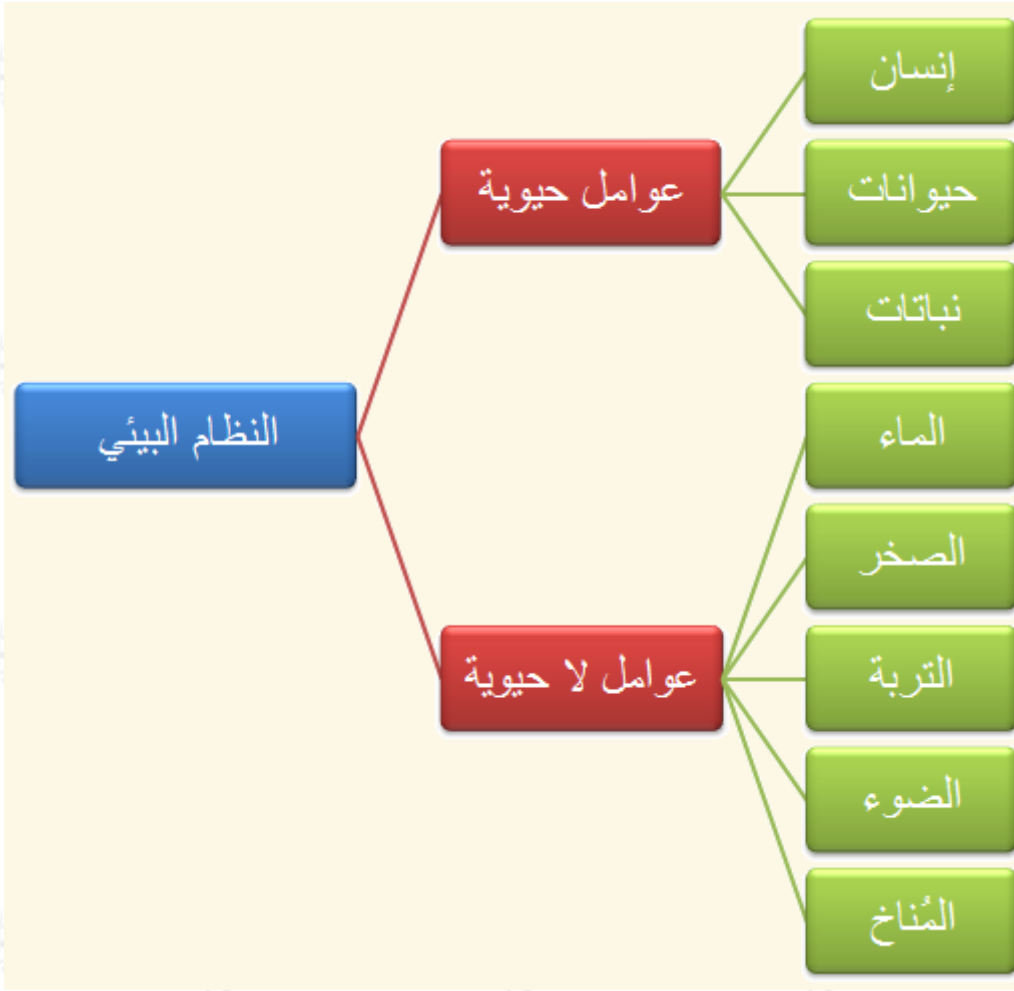 النظام البيئي
عوامل حيوية
إنسان
حيوانات
نباتات
عوامل لا حيوية
الماء
الصخر
التربة
الضوء
المُناخ